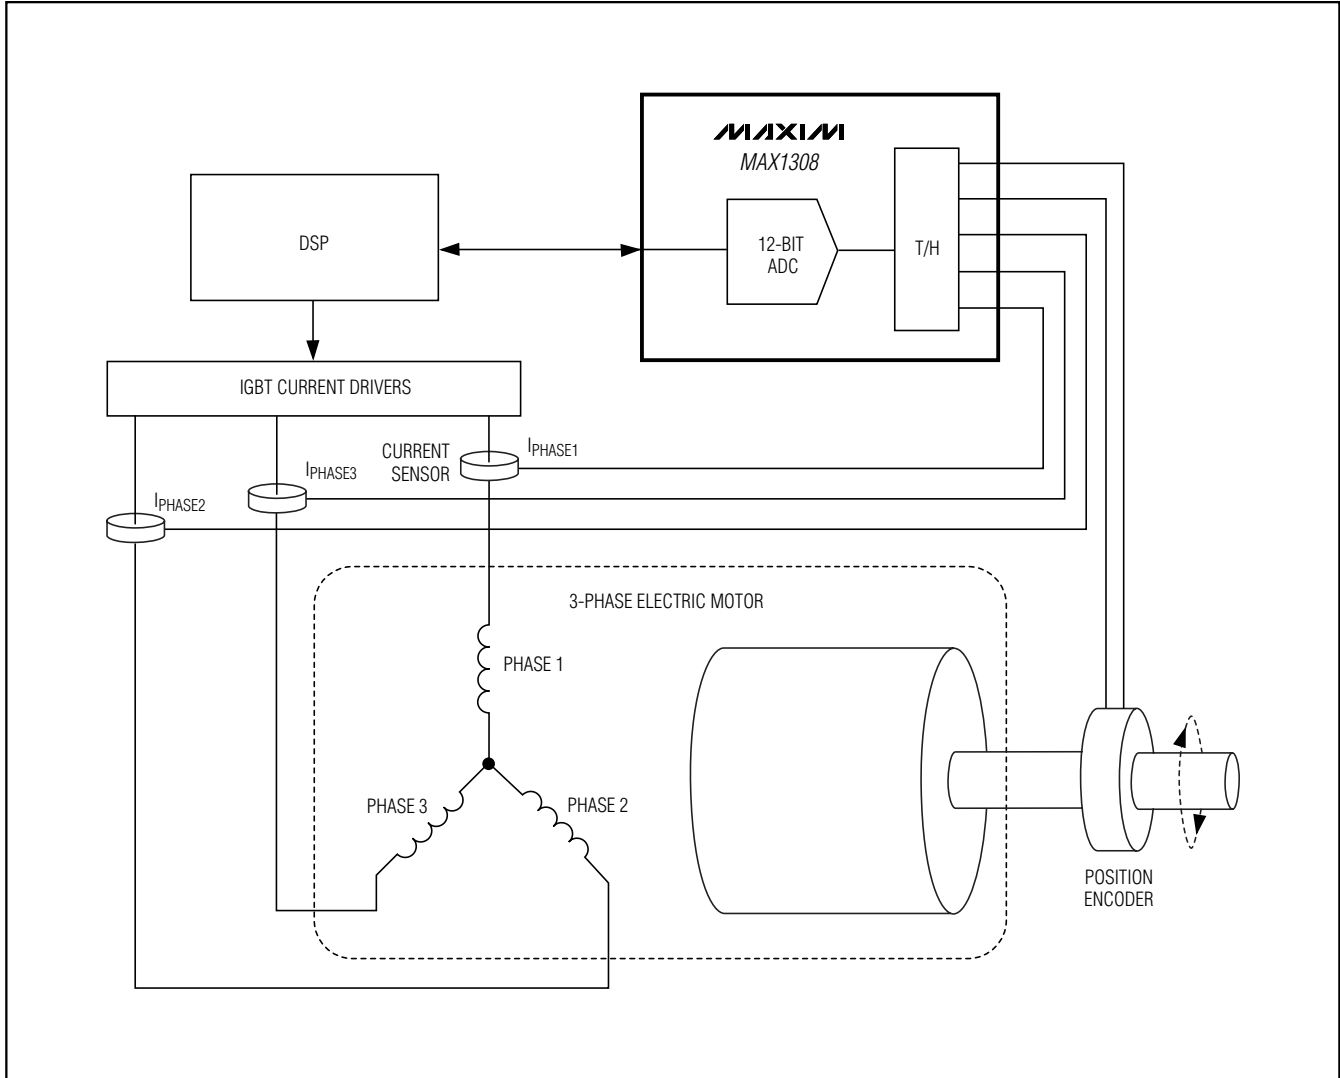 MAXIM
MAX1308
DSP
12-BIT
ADC
T/H
IGBT CURRENT DRIVERS
CURRENT
SENSOR
IPHASE1
IPHASE3
IPHASE2
3-PHASE ELECTRIC MOTOR
PHASE 1
PHASE 3
PHASE 2
POSITION
ENCODER